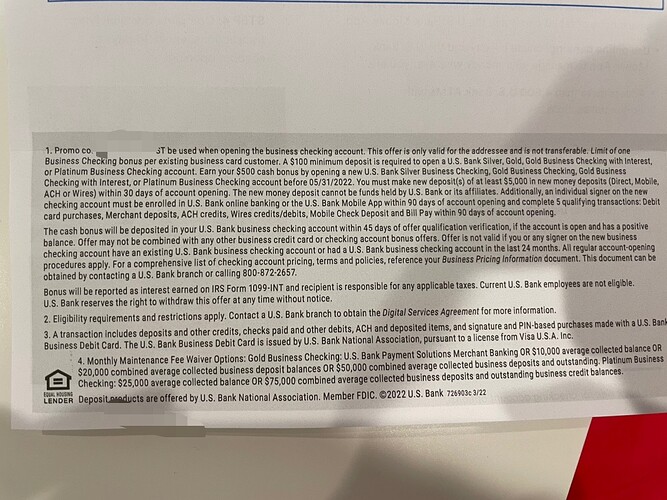 1. Promo co. ST be used when opening the business checking account. This offer is only valid for the addressee and is not transferable. Limit of one
Business Checking bonus per existing business card customer. A $100 minimum deposit is required to open a U.S. Bank Silver, Gold, Gold Business Checking with Interest,
or Platinum Business Checking account. Earn your $500 cash bonus by opening a new U.S. Bank Silver Business Checking, Gold Business Checking, Gold Business
Checking with Interest, or Platinum Business Checking account before 05/31/2022. You must make new deposit(s) of at least $5,000 in new money deposits (Direct, Mobile,
ACH or Wires) within 30 days of account opening. The new money deposit cannot be funds held by U.S. Bank or its affiliates. Additionally, an individual signer on the new
checking account must be enrolled in U.S. Bank online banking or the U.S. Bank Mobile App within 90 days of account opening and complete 5 qualifying transactions: Debit
card purchases, Merchant deposits, ACH credits, Wires credits/debits, Mobile Check Deposit and Bill Pay within 90 days of account opening.
The cash bonus will be deposited in your U.S. Bank business checking account within 45 days of offer qualification verification, if the account is open and has a positive
balance. Offer may not be combined with any other business credit card or checking account bonus offers. Offer is not valid if you or any signer on the new business
checking account have an existing U.S. Bank business checking account or had a U.S. Bank business checking account in the last 24 months. All regular account-opening
procedures apply. For a comprehensive list of checking account pricing, terms and policies, reference your Business Pricing Information document. This document can be
obtained by contacting a U.S. Bank branch or calling 800-872-2657.
Bonus will be reported as interest earned on IRS Form 1099-INT and recipient is responsible for any applicable taxes. Current U.S. Bank employees are not eligible.
U.S. Bank reserves the right to withdraw this offer at any time without notice.
2. Eligibility requirements and restrictions apply. Contact a U.S. Bank branch to obtain the Digital Services Agreement for more information.
3. A transaction includes deposits and other credits, checks paid and other debits, ACH and deposited items, and signature and PIN-based purchases made with a U.S. Bank
Business Debit Card. The U.S. Bank Business Debit Card is issued by U.S. Bank National Association, pursuant to a license from Visa U.S.A. Inc.
4. Monthly Maintenance Fee Waiver Options: Gold Business Checking: U.S. Bank Payment Solutions Merchant Banking OR $10,000 average collected balance OR
$20,000 combined average business deposit balances OR $50,000 combined average collected business deposits and outstanding. Platinum Business
Checking: $25,000 average collected balance OR $75,000 combined average collected business deposits and outstanding business credit balances.
EQUAL HOUSING
LENDER
Deposit products are offered by U.S. Bank National Association. Member FDIC. ©2022 U.S. Bank 726903c 3/22